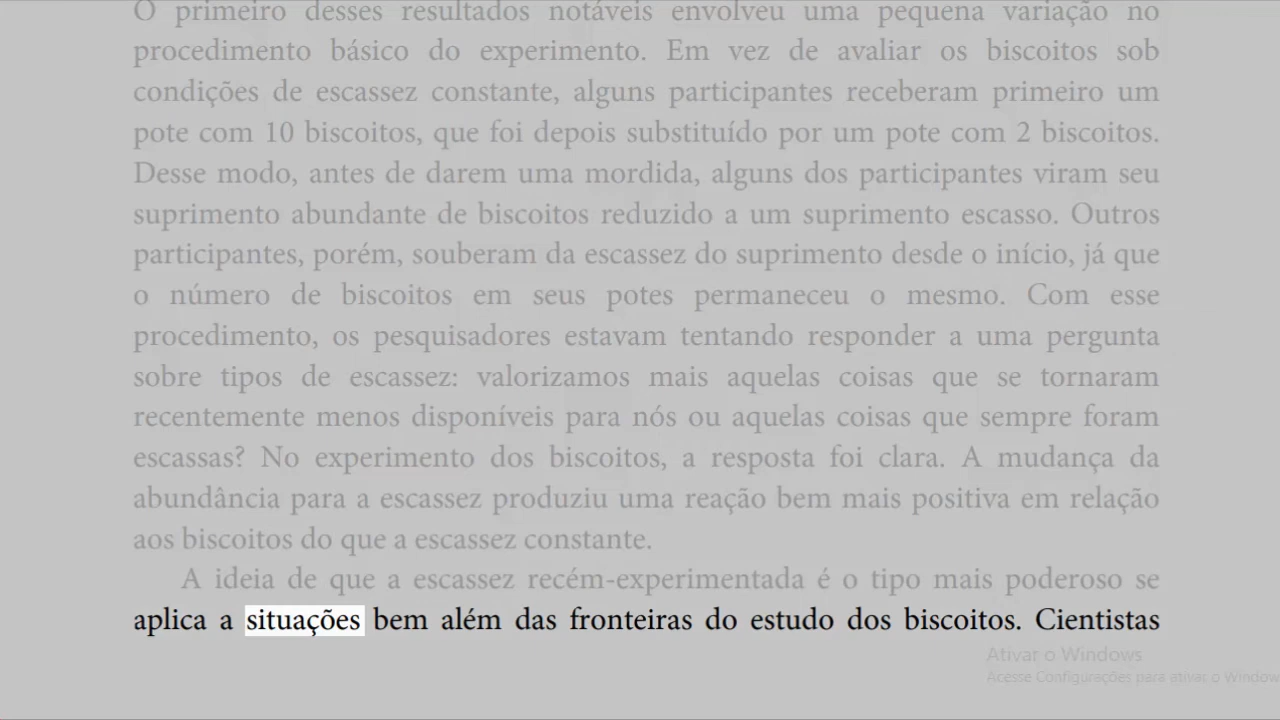 O primeiro desses resultados notáveis envolveu uma pequena variação no
procedimento básico do experimento. Em vez de avaliar os biscoitos sob
condições de escassez constante, alguns participantes receberam primeiro um
pote com 10 biscoitos, que foi depois substituído por um pote com 2 biscoitos.
Desse modo, antes de darem uma mordida, alguns dos participantes viram seu
suprimento abundante de biscoitos reduzido a um suprimento escasso. Outros
participantes, porém, souberam da escassez do suprimento desde o início, já que
o número de biscoitos em seus potes permaneceu o mesmo. Com esse
procedimento, os pesquisadores estavam tentando responder a uma pergunta
sobre tipos de escassez: valorizamos mais aquelas coisas que se tornaram
recentemente menos disponíveis para nós ou aquelas coisas que sempre foram
escassas? No experimento dos biscoitos, a resposta foi clara. A mudança da
abundância para a escassez produziu uma reação bem mais positiva em relação
aos biscoitos do que a escassez constante.
A ideia de que a escassez recém-experimentada é o tipo mais poderoso se
aplica a situações bem além das fronteiras do estudo dos biscoitos. Cientistas
Ativar o Windows
Acesse Configurações para ativar o Window